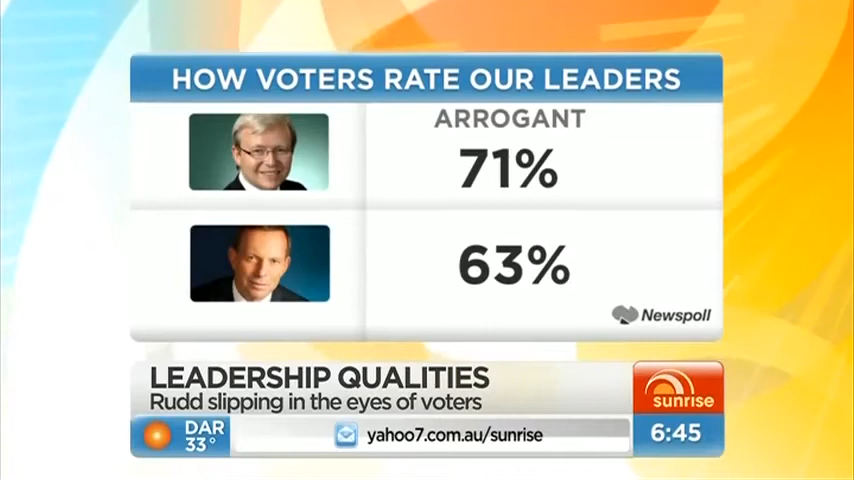 HOW VOTERS RATE OUR LEADERS
ARROGANT
71%
63%
Newspoll
LEADERSHIP QUALITIES
Rudd slipping in the eyes of voters
sunrise
DAR
33°
yahoo7.com.au/sunrise
6:45